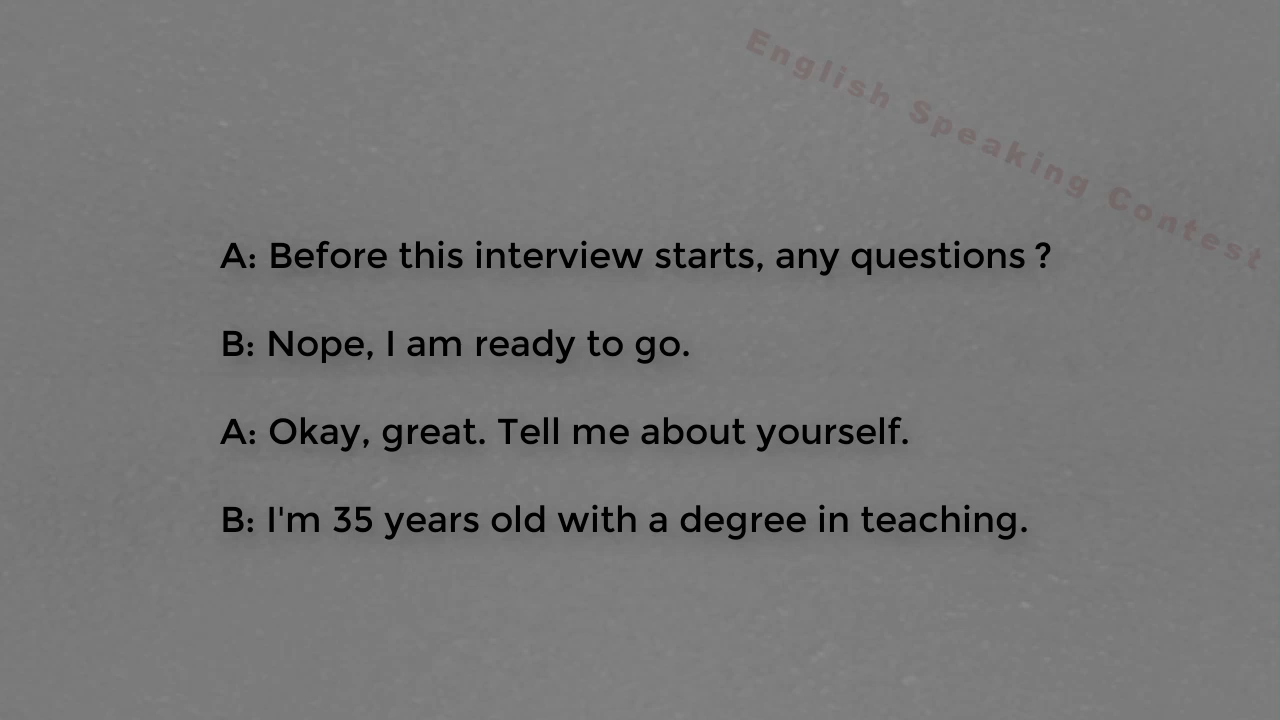 English Speaking Contest
A: Before this interview starts, any questions ?
B: Nope, I am ready to go.
A: Okay, great. Tell me about yourself.
B: I'm 35 years old with a degree in teaching.